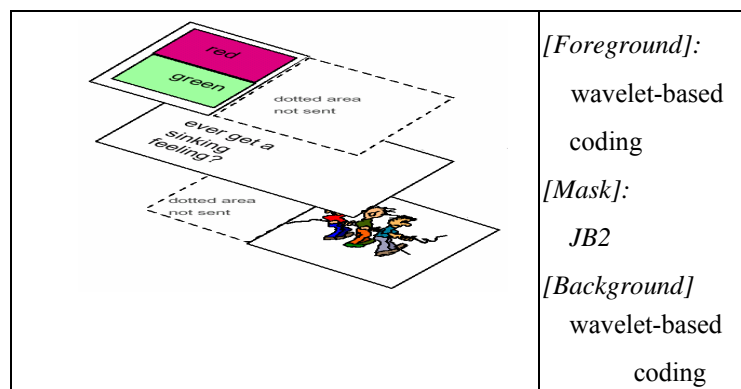 red
green
dotted area
not sent
ever get a
sinking
feeling?
dotted area
not sent
[Foreground]:
wavelet-based
coding
[Mask]:
JB2
[Background]
wavelet-based
coding